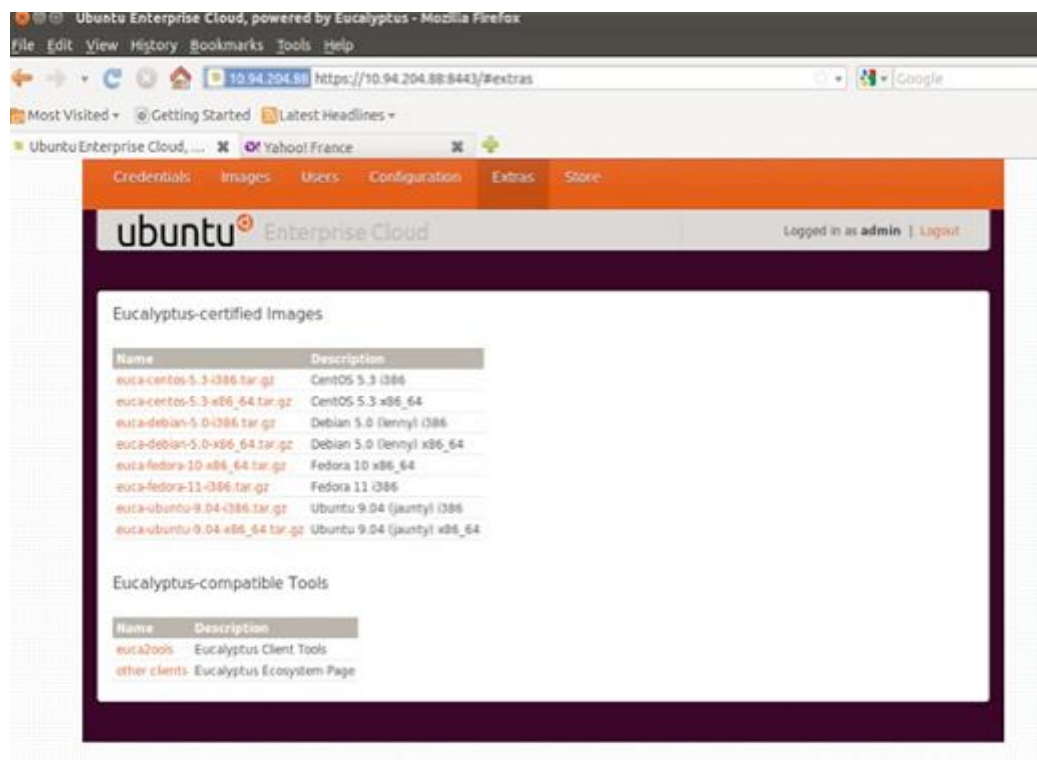 Ubuntu Enterprise Cloud, powered by Eucalyptus - Mozilla Firefox
File Edit View History Bookmarks Tools Help
10.94.204.88 https://10.94.204.88:8443/#extras Google
Most Visited Getting Started Latest Headlines
Ubuntu Enterprise Cloud, ... Yahoo! France
Credentials Images Users Configuration Extras Store
ubuntu Enterprise Cloud Logged in as admin | Logout
Eucalyptus-certified Images
Name Description
euca-centos-5.3-i386.tar.gz CentOS 5.3 i386
euca-centos-5.3-x86_64.tar.gz CentOS 5.3 x86_64
euca-debian-5.0-i386.tar.gz Debian 5.0 (lenny) i386
euca-debian-5.0-x86_64.tar.gz Debian 5.0 (lenny) x86_64
euca-fedora-10-x86_64.tar.gz Fedora 10 x86_64
euca-fedora-11-i386.tar.gz Fedora 11 i386
euca-ubuntu-9.04-i386.tar.gz Ubuntu 9.04 (jaunty) i386
euca-ubuntu-9.04-x86_64.tar.gz Ubuntu 9.04 (jaunty) x86_64
Eucalyptus-compatible Tools
Name Description
euca2ools Eucalyptus Client Tools
other clients Eucalyptus Ecosystem Page